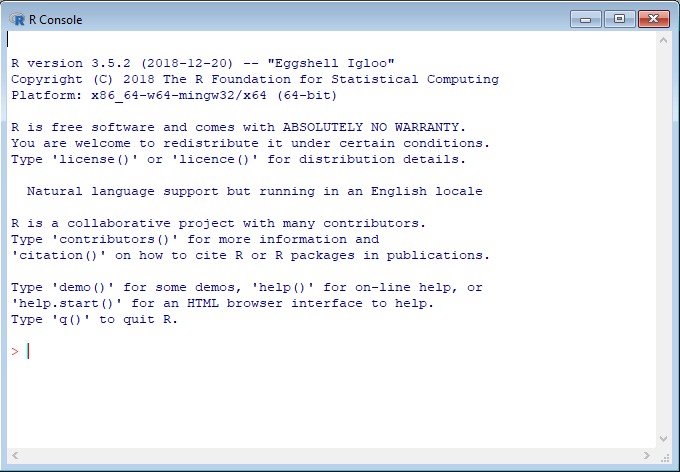 R Console
R version 3.5.2 (2018-12-20) -- "Eggshell Igloo"
Copyright (C) 2018 The R Foundation for Statistical Computing
Platform: x86_64-w64-mingw32/x64 (64-bit)
R is free software and comes with ABSOLUTELY NO WARRANTY.
You are welcome to redistribute it under certain conditions.
Type 'license()' or 'licence()' for distribution details.
Natural language support but running in an English locale
R is a collaborative project with many contributors.
Type 'contributors()' for more information and
'citation()' on how to cite R or R packages in publications.
Type 'demo()' for some demos, 'help()' for on-line help, or
'help.start()' for an HTML browser interface to help.
Type 'q()' to quit R.
>